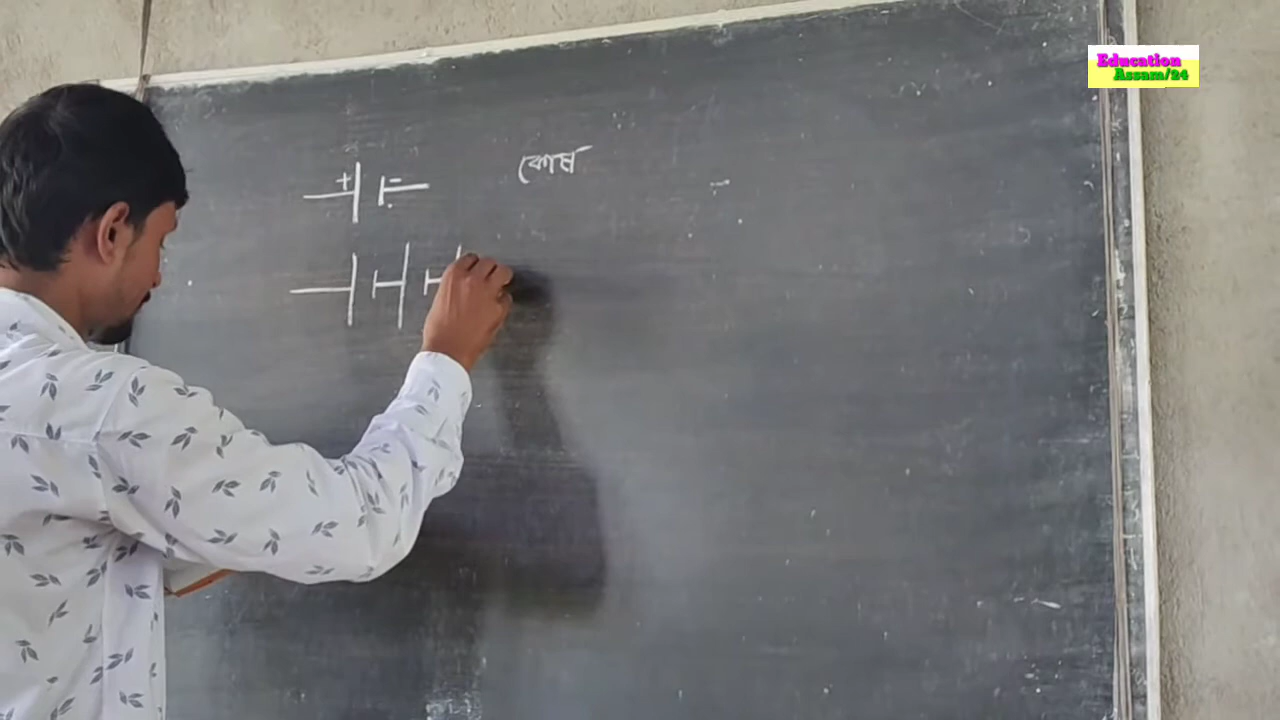 Education
Assam/24
কোষ
+ -